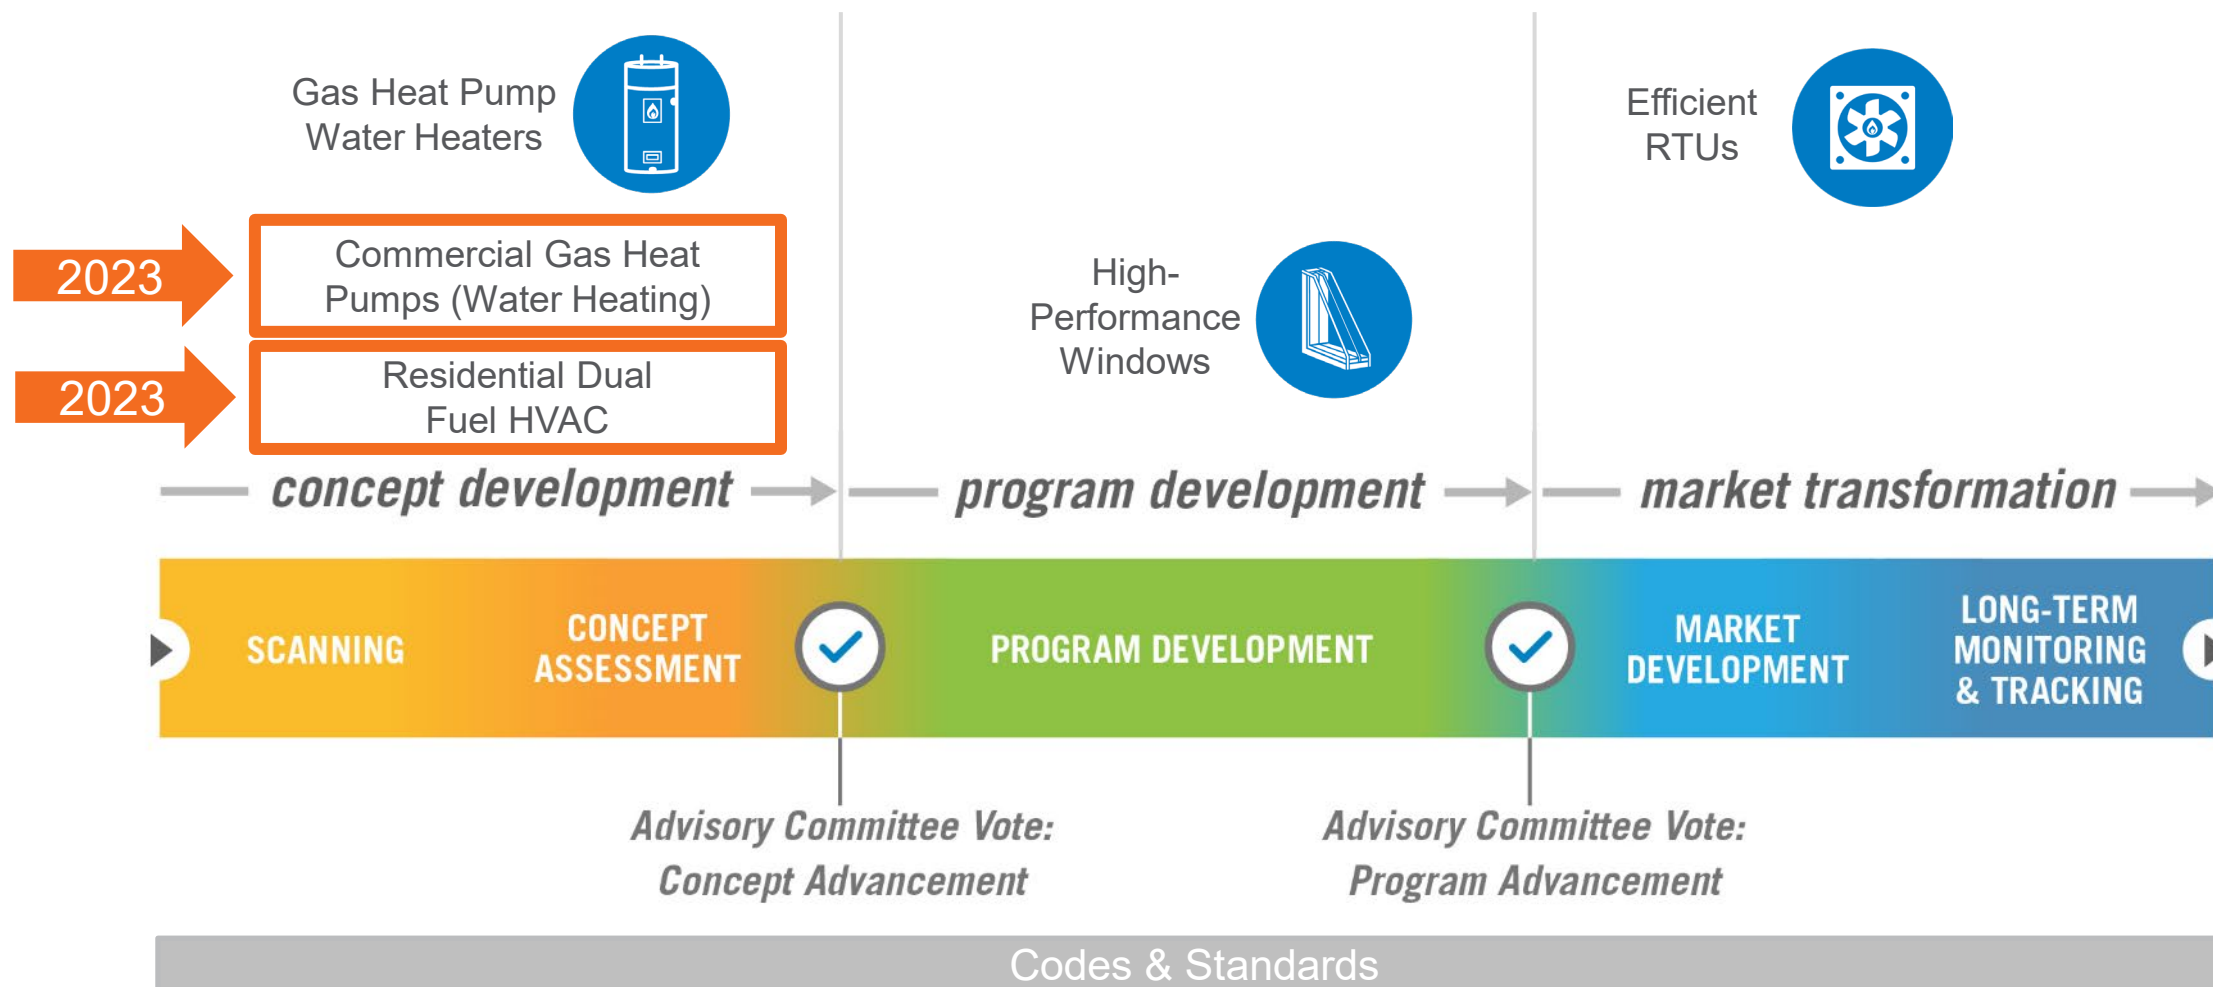 Gas Heat Pump
Water Heaters
Efficient
RTUs
2023
Commercial Gas Heat
Pumps (Water Heating)
High-
Performance
Windows
2023
Residential Dual
Fuel HVAC
concept development
program development
market transformation
SCANNING
CONCEPT
ASSESSMENT
PROGRAM DEVELOPMENT
MARKET
DEVELOPMENT
LONG-TERM
MONITORING
& TRACKING
Advisory Committee Vote:
Concept Advancement
Advisory Committee Vote:
Program Advancement
Codes & Standards